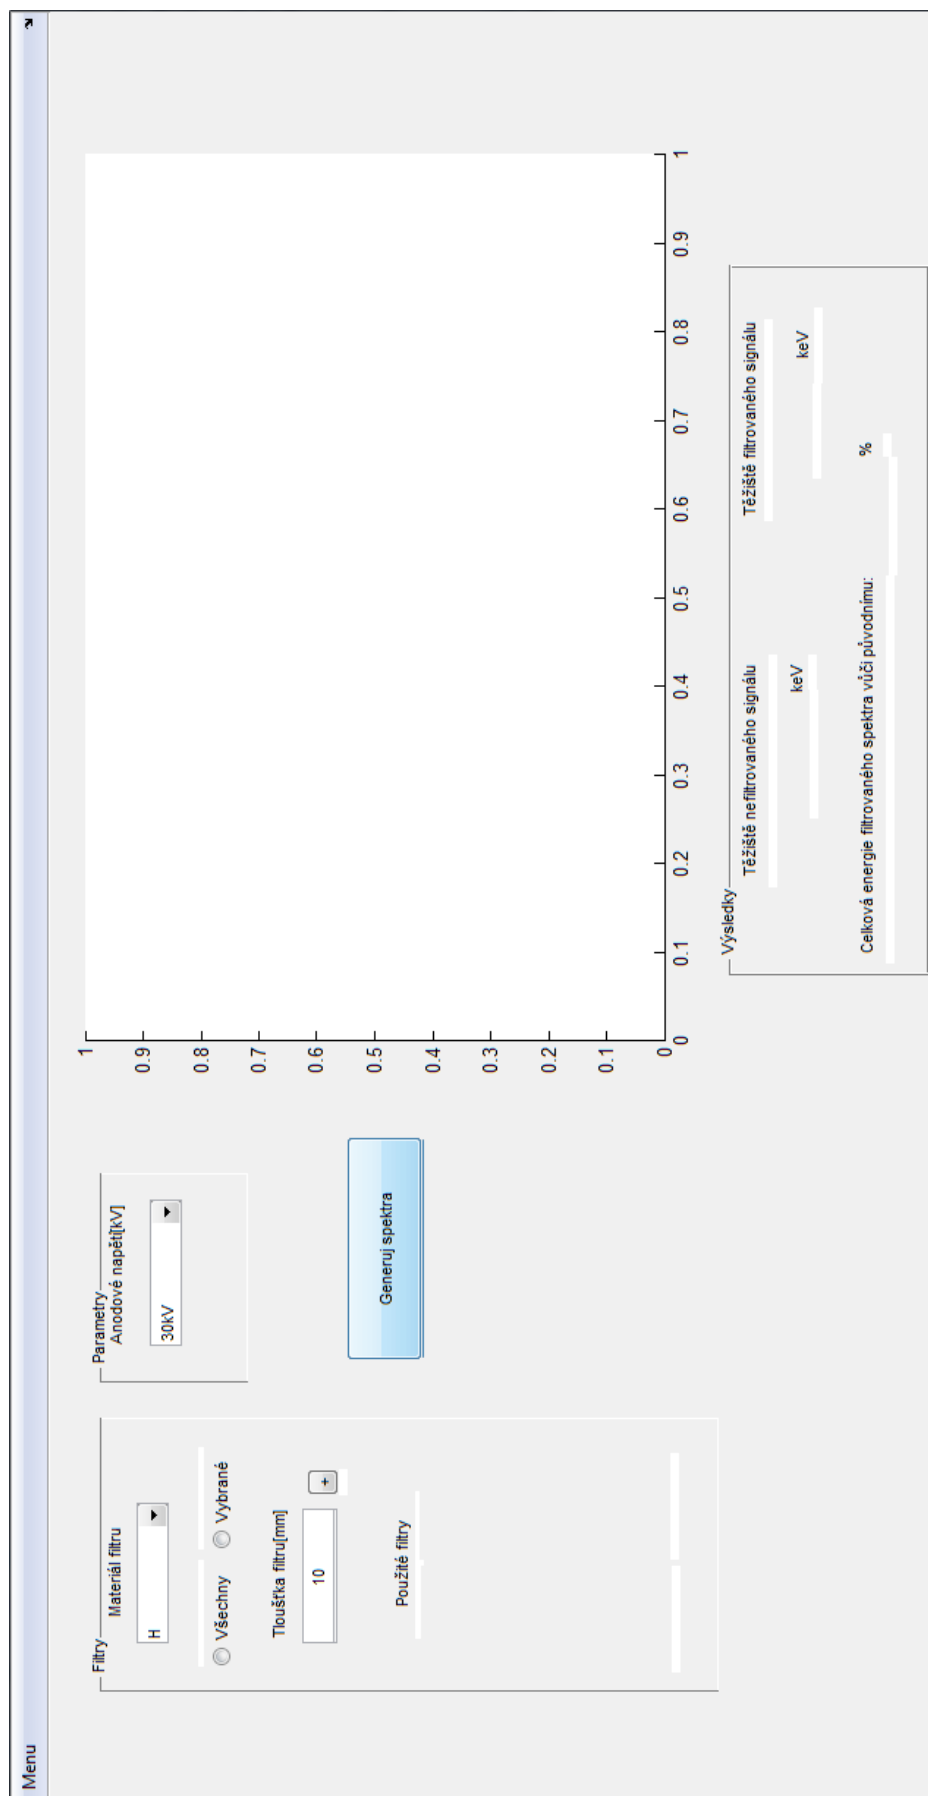 Menu
Filtry
Materiál filtru
H
Všechny
Vybrané
Tloušťka filtru[mm]
10
+
Použité filtry
Parametry
Anodové napětí[kV]
30kV
Generuj spektra
1
0.9
0.8
0.7
0.6
0.5
0.4
0.3
0.2
0.1
0
0 0.1 0.2 0.3 0.4 0.5 0.6 0.7 0.8 0.9 1
Výsledky
Těžiště nefiltrovaného signálu
keV
Těžiště filtrovaného signálu
keV
Celková energie filtrovaného spektra vůči původnímu:
%